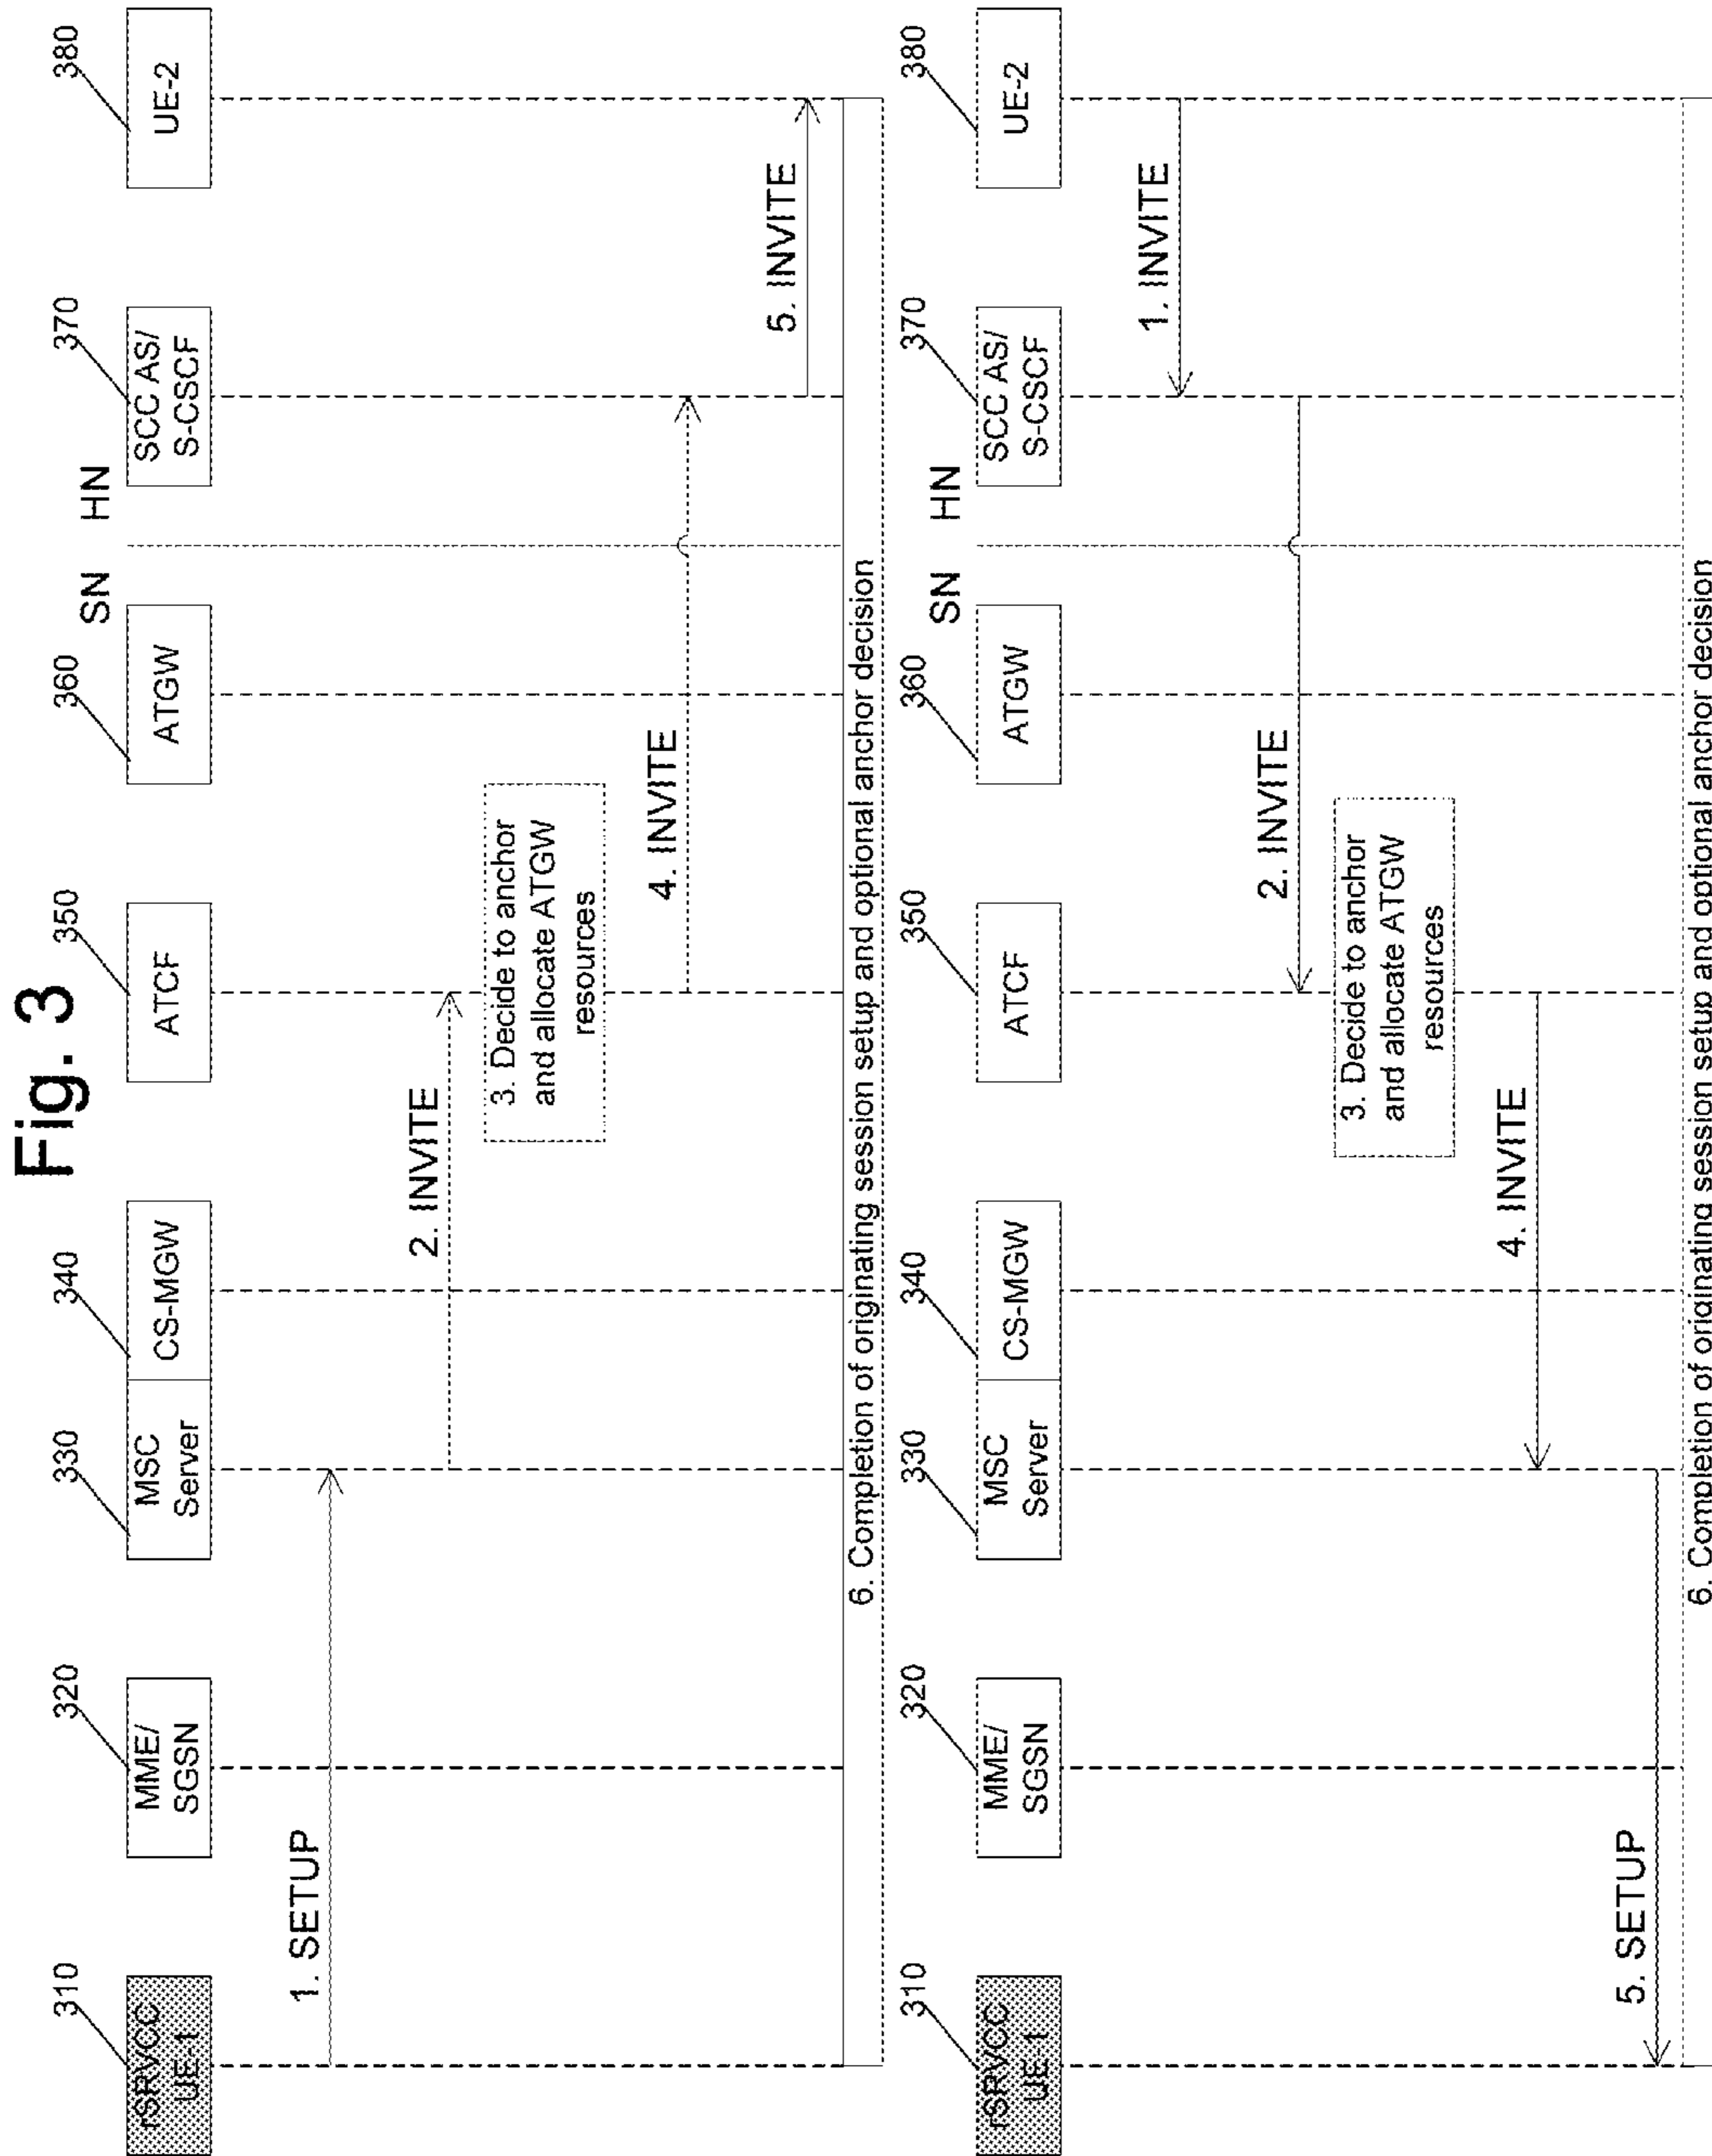 Fig. 3
310
320
330
340
350
360
370
380
SN
HN
rSRVCC
UE-1
MME/
SGSN
MSC
Server
CS-MGW
ATCF
ATGW
SCC AS/
S-CSCF
UE-2
1. SETUP
2. INVITE
3. Decide to anchor
and allocate ATGW
resources
4. INVITE
5. INVITE
6. Completion of originating session setup and optional anchor decision
310
320
330
340
350
360
370
380
SN
HN
rSRVCC
UE-1
MME/
SGSN
MSC
Server
CS-MGW
ATCF
ATGW
SCC AS/
S-CSCF
UE-2
1. INVITE
2. INVITE
3. Decide to anchor
and allocate ATGW
resources
4. INVITE
5. SETUP
6. Completion of originating session setup and optional anchor decision